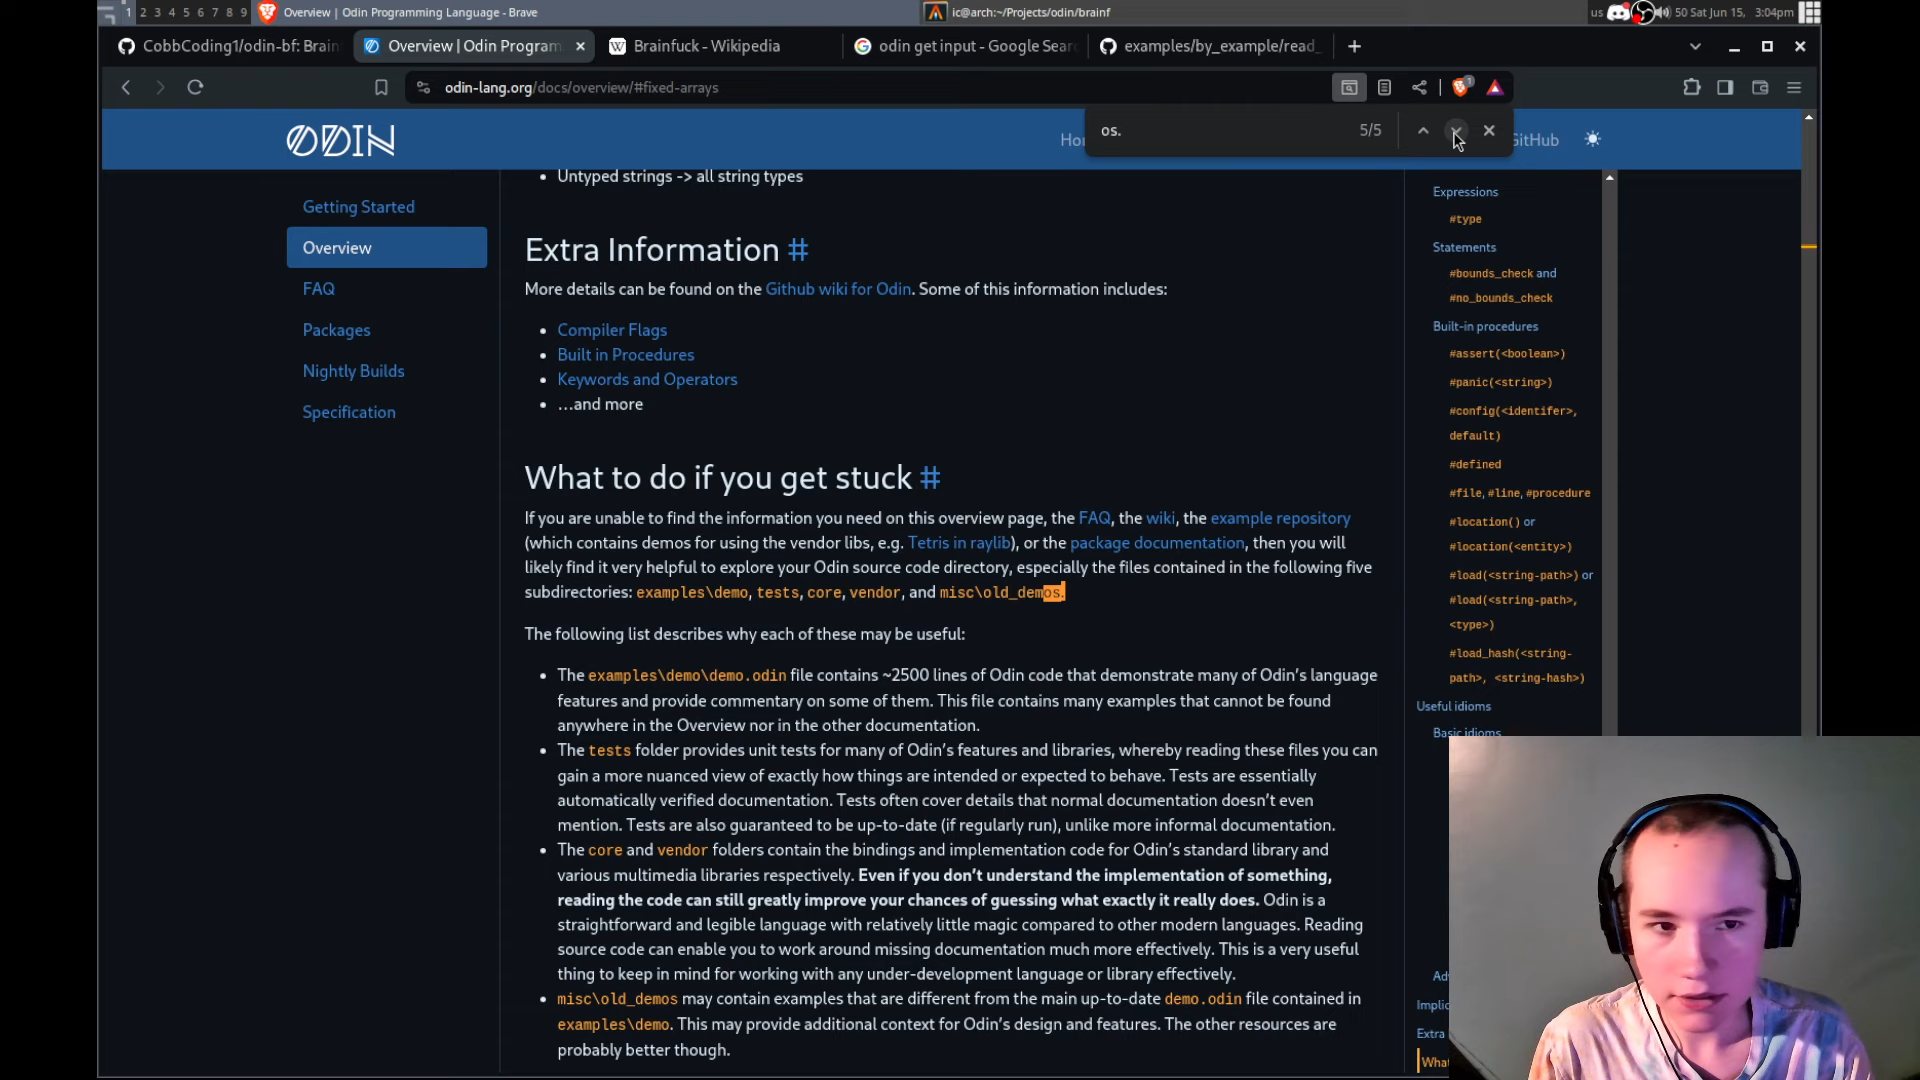 1 2 3 4 5 6 7 8 9 Overview | Odin Programming Language - Brave
ic@arch:~/Projects/odin/brainf
us 50 Sat Jun 15, 3:04pm
CobbCoding1/odin-bf: Brain
Overview | Odin Program
Brainfuck - Wikipedia
odin get input - Google Sear
examples/by_example/read_
odin-lang.org/docs/overview/#fixed-arrays
1
os. 5/5
ODIN
Hor
GitHub
Getting Started
Overview
FAQ
Packages
Nightly Builds
Specification
• Untyped strings -> all string types
Extra Information #
More details can be found on the Github wiki for Odin. Some of this information includes:
• Compiler Flags
• Built in Procedures
• Keywords and Operators
• …and more
What to do if you get stuck #
If you are unable to find the information you need on this overview page, the FAQ, the wiki, the example repository
(which contains demos for using the vendor libs, e.g. Tetris in raylib), or the package documentation, then you will
likely find it very helpful to explore your Odin source code directory, especially the files contained in the following five
subdirectories: examples\demo, tests, core, vendor, and misc\old_demos.
The following list describes why each of these may be useful:
• The examples\demo\demo.odin file contains ~2500 lines of Odin code that demonstrate many of Odin’s language
features and provide commentary on some of them. This file contains many examples that cannot be found
anywhere in the Overview nor in the other documentation.
• The tests folder provides unit tests for many of Odin’s features and libraries, whereby reading these files you can
gain a more nuanced view of exactly how things are intended or expected to behave. Tests are essentially
automatically verified documentation. Tests often cover details that normal documentation doesn’t even
mention. Tests are also guaranteed to be up-to-date (if regularly run), unlike more informal documentation.
• The core and vendor folders contain the bindings and implementation code for Odin’s standard library and
various multimedia libraries respectively. Even if you don’t understand the implementation of something,
reading the code can still greatly improve your chances of guessing what exactly it really does. Odin is a
straightforward and legible language with relatively little magic compared to other modern languages. Reading
source code can enable you to work around missing documentation much more effectively. This is a very useful
thing to keep in mind for working with any under-development language or library effectively.
• misc\old_demos may contain examples that are different from the main up-to-date demo.odin file contained in
examples\demo. This may provide additional context for Odin’s design and features. The other resources are
probably better though.
Expressions
#type
Statements
#bounds_check and
#no_bounds_check
Built-in procedures
#assert(<boolean>)
#panic(<string>)
#config(<identifer>,
default)
#defined
#file, #line, #procedure
#location() or
#location(<entity>)
#load(<string-path>) or
#load(<string-path>,
<type>)
#load_hash(<string-
path>, <string-hash>)
Useful idioms
Basic idioms
Ad
Implic
Extra
What